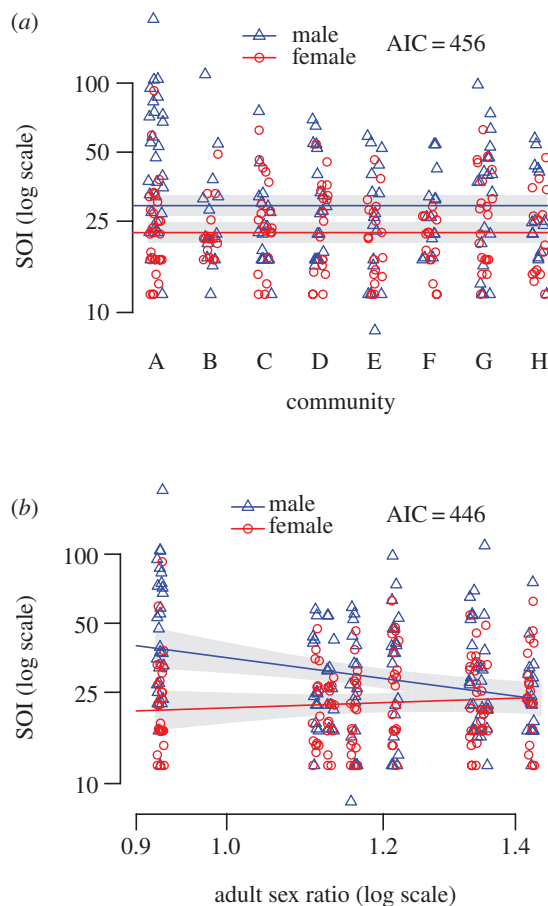 (a)
male
female
AIC = 456
100
50
25
10
SOI (log scale)
A B C D E F G H
community
(b)
male
female
AIC = 446
100
50
25
10
SOI (log scale)
0.9 1.0 1.2 1.4
adult sex ratio (log scale)